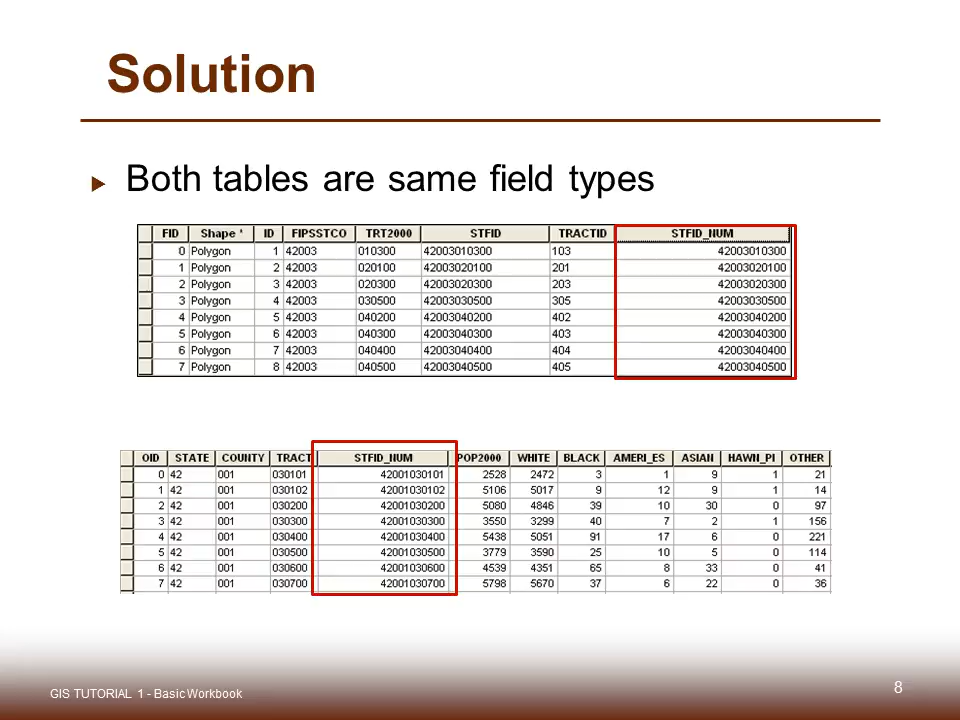 Solution
Both tables are same field types
FID Shape * ID FIPSSTCO TRT2000 STFID TRACTID STFID_NUM
0 Polygon 1 42003 010300 42003010300 103 42003010300
1 Polygon 2 42003 020100 42003020100 201 42003020100
2 Polygon 3 42003 020300 42003020300 203 42003020300
3 Polygon 4 42003 030500 42003030500 305 42003030500
4 Polygon 5 42003 040200 42003040200 402 42003040200
5 Polygon 6 42003 040300 42003040300 403 42003040300
6 Polygon 7 42003 040400 42003040400 404 42003040400
7 Polygon 8 42003 040500 42003040500 405 42003040500
OID STATE COUNTY TRACT STFID_NUM POP2000 WHITE BLACK AMERI_ES ASIAN HAWN_PI OTHER
0 42 001 030101 42001030101 2528 2472 3 1 9 1 21
1 42 001 030102 42001030102 5106 5017 9 12 9 1 14
2 42 001 030200 42001030200 5080 4846 39 10 30 0 97
3 42 001 030300 42001030300 3550 3299 40 7 2 1 156
4 42 001 030400 42001030400 5438 5051 91 17 6 0 221
5 42 001 030500 42001030500 3779 3590 25 10 5 0 114
6 42 001 030600 42001030600 4539 4351 65 8 33 0 41
7 42 001 030700 42001030700 5798 5670 37 6 22 0 36
GIS TUTORIAL 1 - Basic Workbook
8